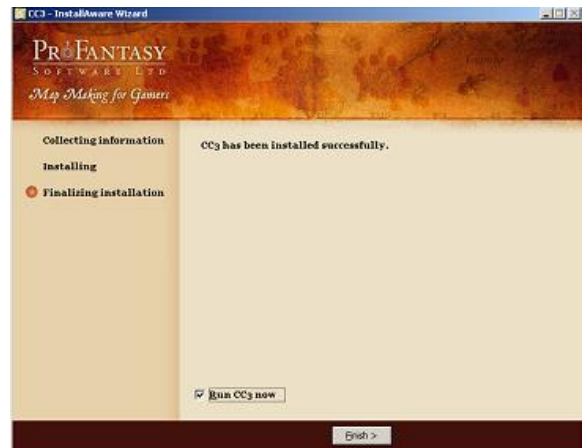 CC3 - InstallAware Wizard
PROFANTASY
SOFTWARE LTD
Map Making for Gamers
Collecting information
Installing
Finalizing installation
CC3 has been installed successfully.
Run CC3 now
Finish >